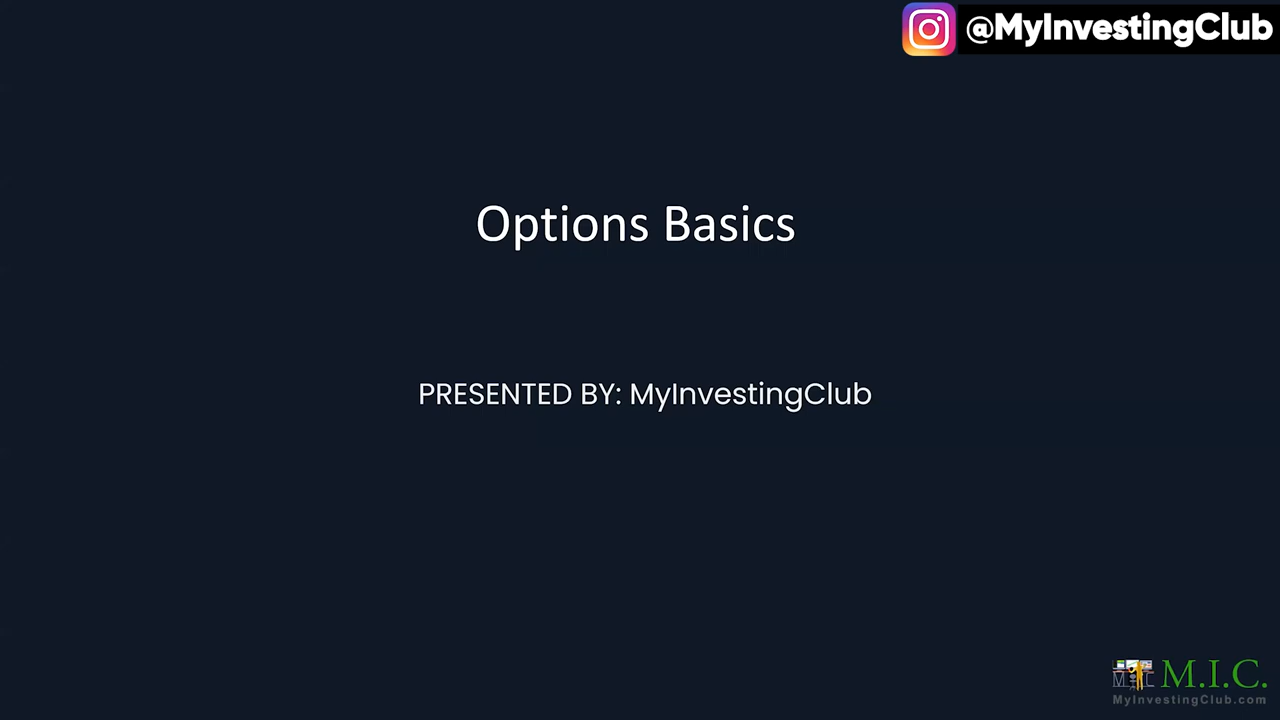 @MyInvestingClub
Options Basics
PRESENTED BY: MyInvestingClub
M.I.C.
MyInvestingClub.com